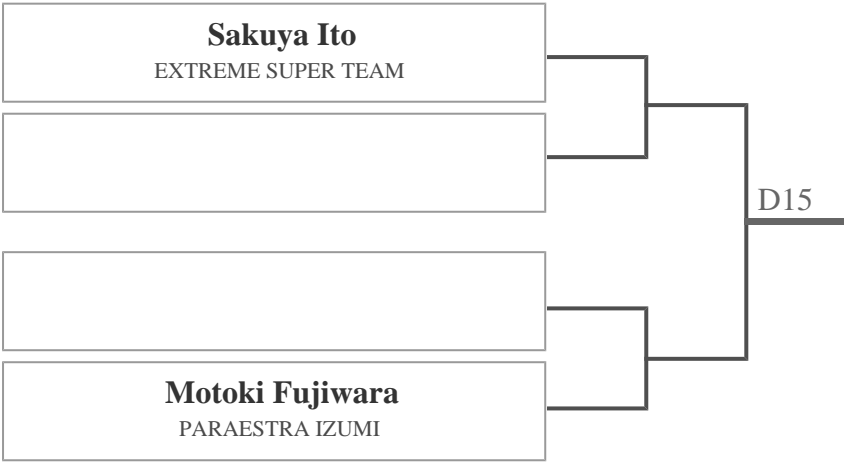 Sakuya Ito
EXTREME SUPER TEAM
D15
Motoki Fujiwara
PARAESTRA IZUMI